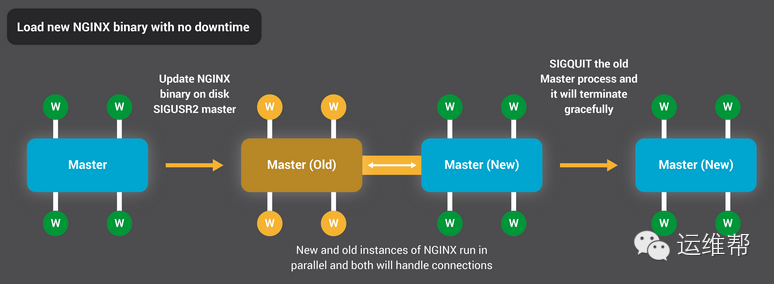 Load new NGINX binary with no downtime
Update NGINX
binary on disk
SIGUSR2 master
SIGQUIT the old
Master process and
it will terminate
gracefully
W W
W W
W W
W W
Master
Master (Old)
Master (New)
Master (New)
W W
W W
W W
W W
New and old instances of NGINX run in
parallel and both will handle connections
运维帮